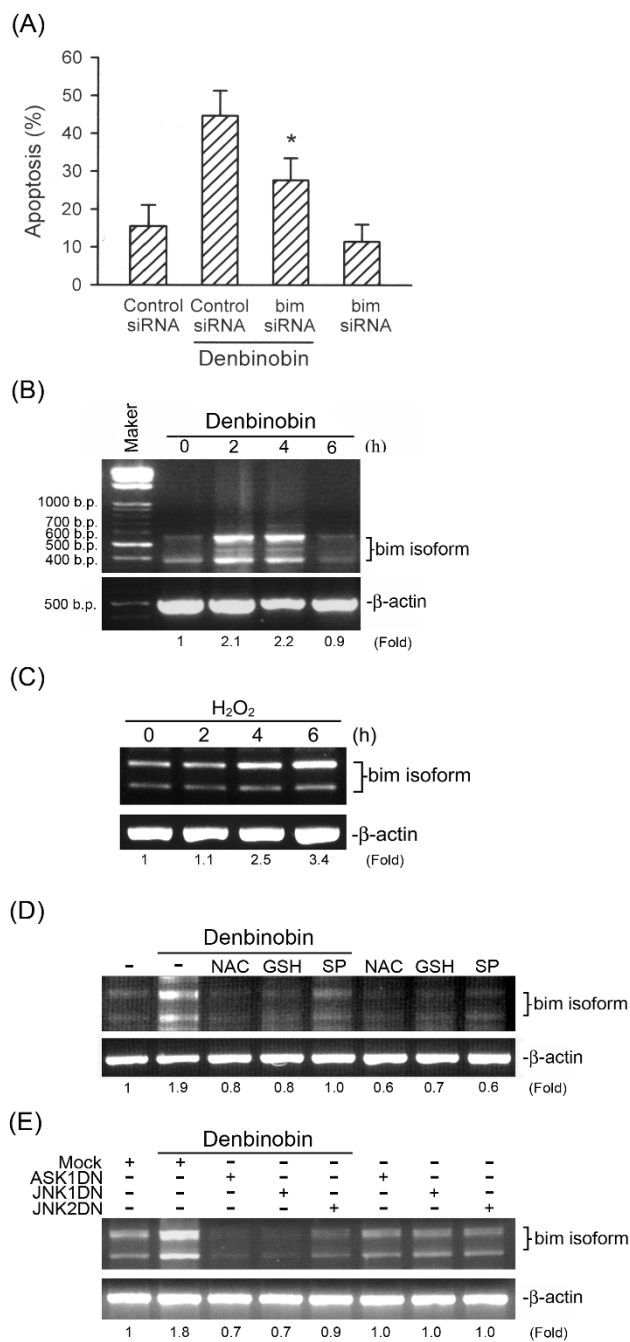 (A)
Apoptosis (%)
60
50
40
30
20
10
0
*
Control Control bim bim
siRNA siRNA siRNA siRNA
Denbinobin
(B)
Maker
Denbinobin
0 2 4 6 (h)
1000 b.p.
700 b.p.
600 b.p.
500 b.p.
400 b.p.
bim isoform
500 b.p.
-β-actin
1 2.1 2.2 0.9 (Fold)
(C)
H₂O₂
0 2 4 6 (h)
bim isoform
-β-actin
1 1.1 2.5 3.4 (Fold)
(D)
Denbinobin
- - NAC GSH SP NAC GSH SP
bim isoform
-β-actin
1 1.9 0.8 0.8 1.0 0.6 0.7 0.6 (Fold)
(E)
Denbinobin
Mock + + - - - - - -
ASK1DN - - + - - + - -
JNK1DN - - - + - - + -
JNK2DN - - - - + - - +
bim isoform
-β-actin
1 1.8 0.7 0.7 0.9 1.0 1.0 1.0 (Fold)